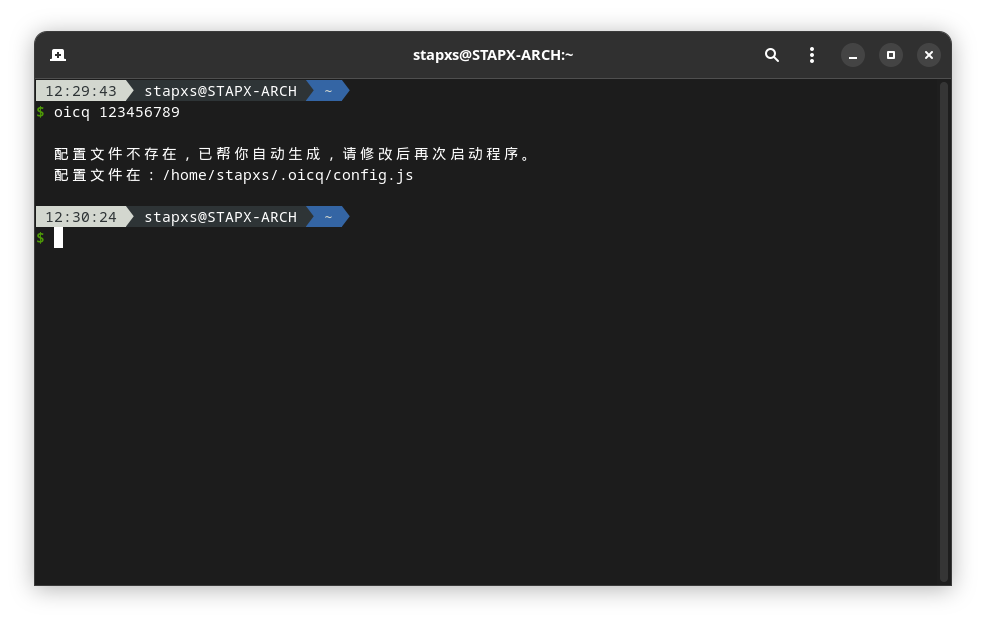 stapxs@STAPX-ARCH:~
12:29:43 stapxs@STAPX-ARCH ~
$ oicq 123456789
配置文件不存在，已帮你自动生成，请修改后再次启动程序。
配置文件在：/home/stapxs/.oicq/config.js
12:30:24 stapxs@STAPX-ARCH ~
$